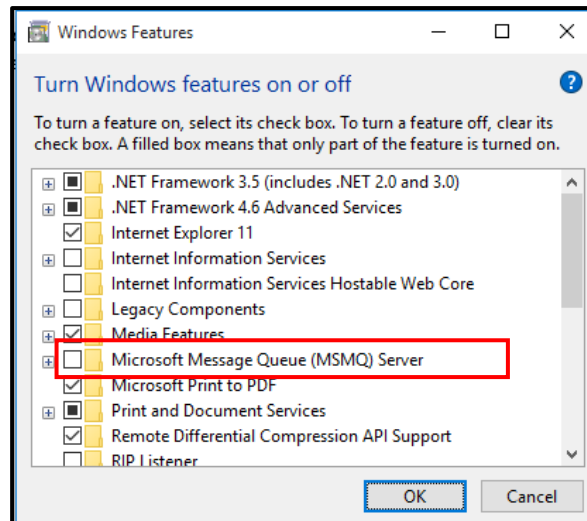 Windows Features
Turn Windows features on or off
?
To turn a feature on, select its check box. To turn a feature off, clear its
check box. A filled box means that only part of the feature is turned on.
.NET Framework 3.5 (includes .NET 2.0 and 3.0)
.NET Framework 4.6 Advanced Services
Internet Explorer 11
Internet Information Services
Internet Information Services Hostable Web Core
Legacy Components
Media Features
Microsoft Message Queue (MSMQ) Server
Microsoft Print to PDF
Print and Document Services
Remote Differential Compression API Support
RIP Listener
OK Cancel